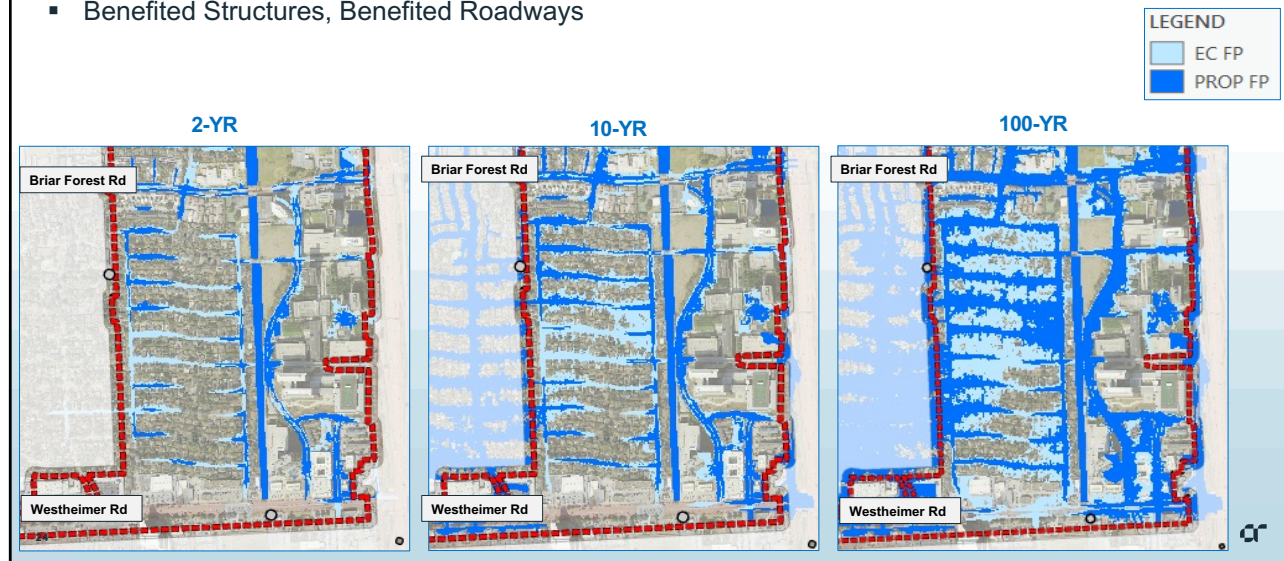 ▪ Benefited Structures, Benefited Roadways
LEGEND
EC FP
PROP FP
2-YR
10-YR
100-YR
Briar Forest Rd
Briar Forest Rd
Briar Forest Rd
Westheimer Rd
Westheimer Rd
Westheimer Rd
24